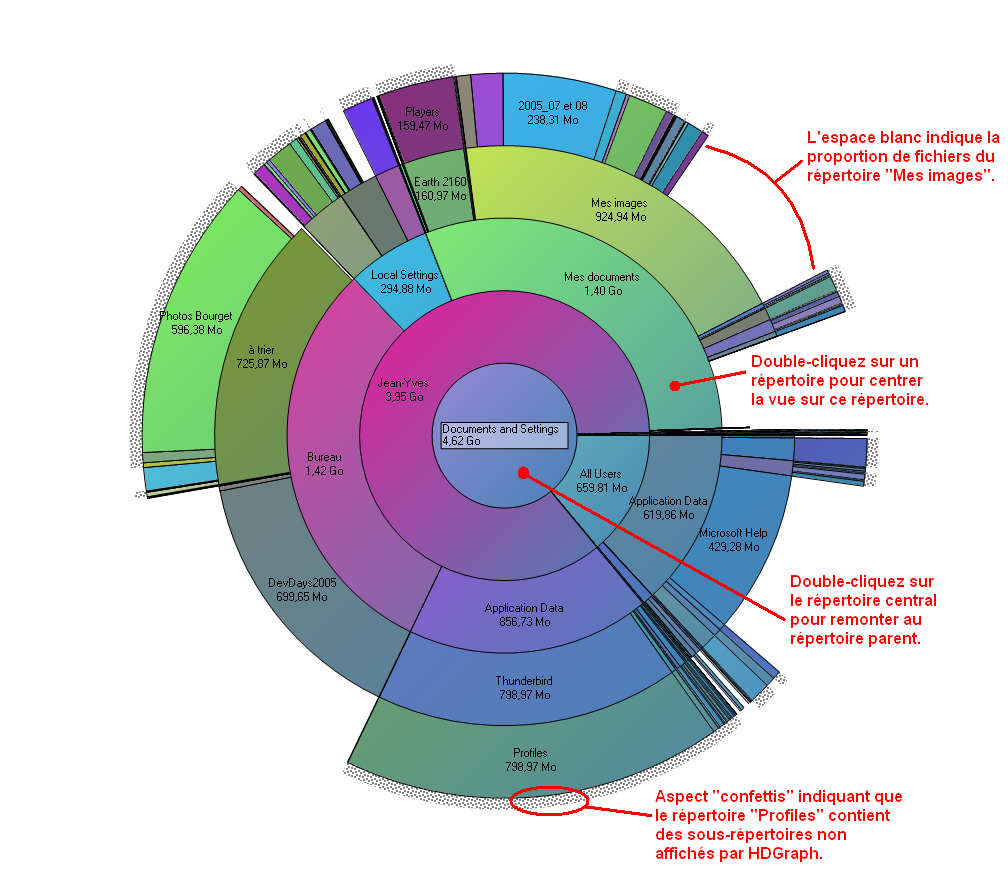 2005_07 et 08
238,31 Mo
Players
159,47 Mo
L'espace blanc indique la
proportion de fichiers du
répertoire "Mes images".
Earth 2160
160,97 Mo
Mes images
924,94 Mo
Local Settings
294,88 Mo
Mes documents
1,40 Go
Photos Bourget
596,38 Mo
à trier
725,87 Mo
Double-cliquez sur un
répertoire pour centrer
la vue sur ce répertoire.
Jean-Yves
3,95 Go
Documents and Settings
4,62 Go
Bureau
1,42 Go
All Users
659,81 Mo
Application Data
619,86 Mo
Microsoft Help
429,28 Mo
DevDays2005
699,65 Mo
Double-cliquez sur
le répertoire central
pour remonter au
répertoire parent.
Application Data
856,73 Mo
Thunderbird
798,97 Mo
Profiles
798,97 Mo
Aspect "confettis" indiquant que
le répertoire "Profiles" contient
des sous-répertoires non
affichés par HDGraph.